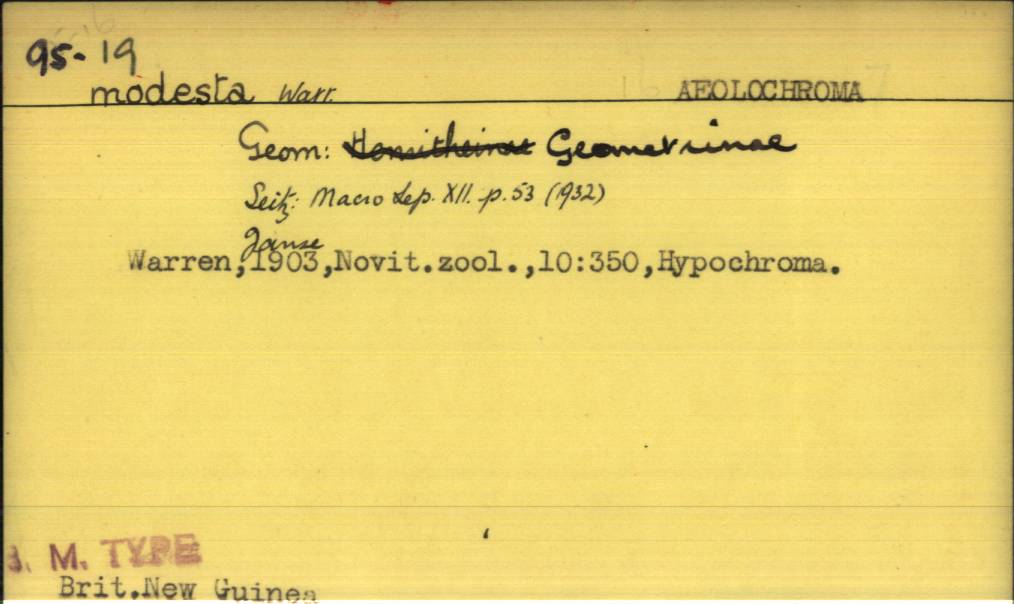 95-19
modesta Warr. AEOLOCHROMA
Geom: Hemitheinae Geometrinae
Seitz: Macro Lep. XII. p. 53 (1932)
Janse
Warren, 1903, Novit.zool., 10:350, Hypochroma.
B. M. TYPE
Brit.New Guinea